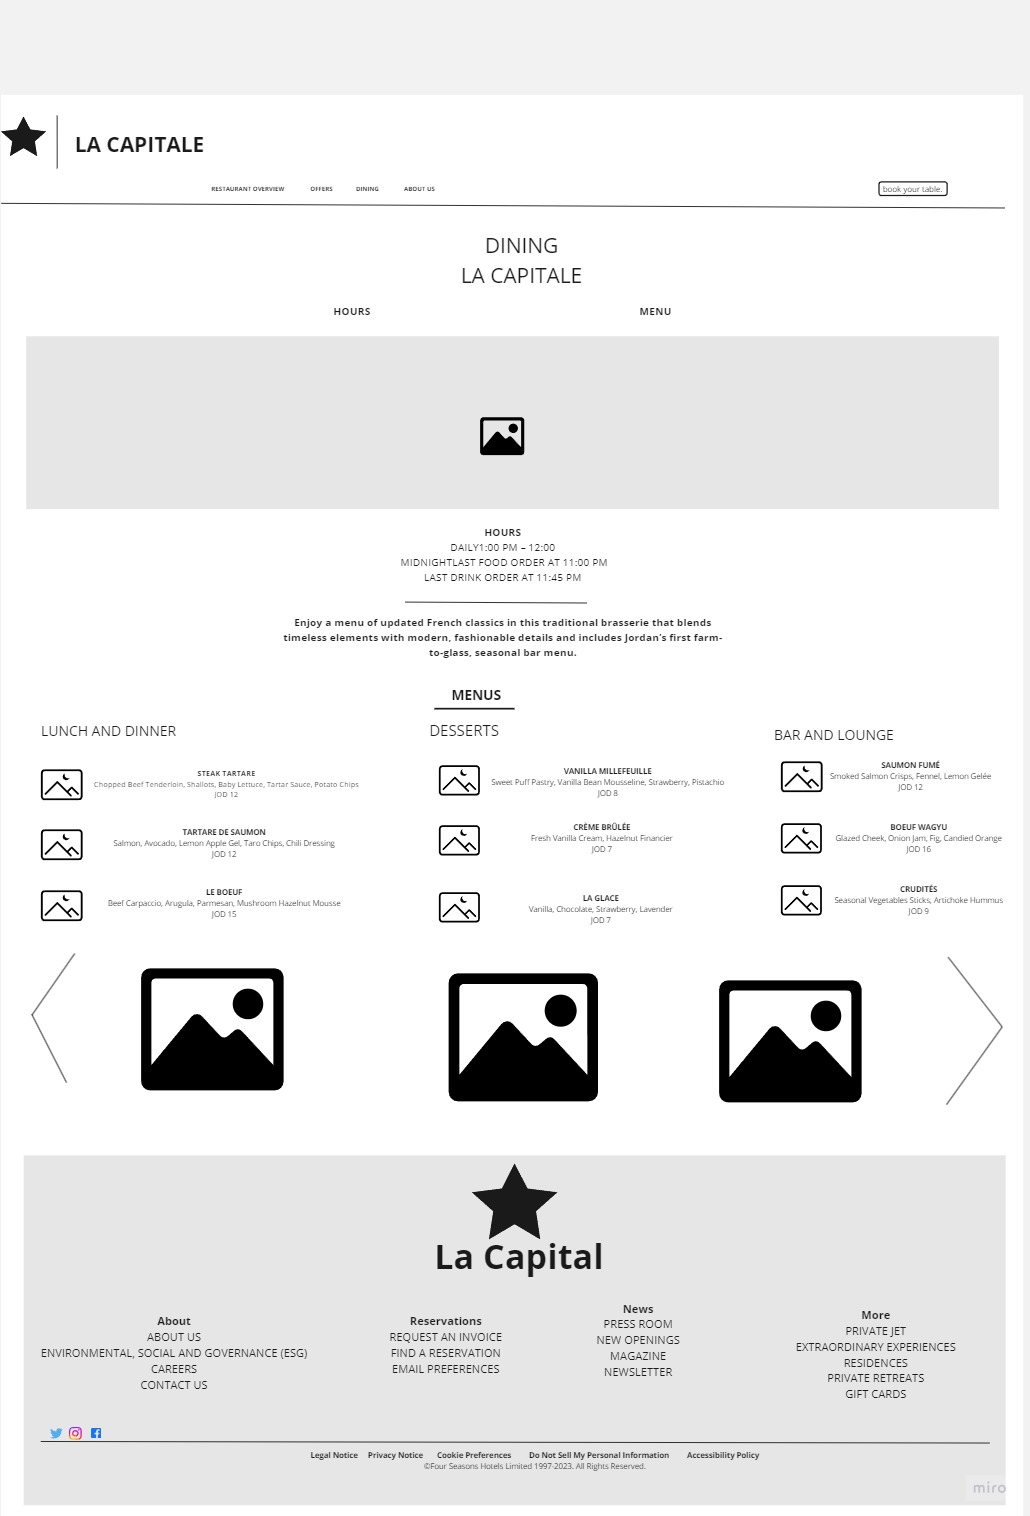 LA CAPITALE
RESTAURANT OVERVIEW OFFERS DINING ABOUT US
book your table.
DINING
LA CAPITALE
HOURS MENU
HOURS
DAILY1:00 PM – 12:00
MIDNIGHTLAST FOOD ORDER AT 11:00 PM
LAST DRINK ORDER AT 11:45 PM
Enjoy a menu of updated French classics in this traditional brasserie that blends
timeless elements with modern, fashionable details and includes Jordan's first farm-
to-glass, seasonal bar menu.
MENUS
LUNCH AND DINNER
STEAK TARTARE
Chopped Beef Tenderloin, Shallots, Baby Lettuce, Tartar Sauce, Potato Chips
JOD 12
TARTARE DE SAUMON
Salmon, Avocado, Lemon Apple Gel, Taro Chips, Chili Dressing
JOD 12
LE BOEUF
Beef Carpaccio, Arugula, Parmesan, Mushroom Hazelnut Mousse
JOD 15
DESSERTS
VANILLA MILLEFEUILLE
Sweet Puff Pastry, Vanilla Bean Mousseline, Strawberry, Pistachio
JOD 8
CRÈME BRÛLÉE
Fresh Vanilla Cream, Hazelnut Financier
JOD 7
LA GLACE
Vanilla, Chocolate, Strawberry, Lavender
JOD 7
BAR AND LOUNGE
SAUMON FUMÉ
Smoked Salmon Crisps, Fennel, Lemon Gelée
JOD 12
BOEUF WAGYU
Glazed Cheek, Onion Jam, Fig, Candied Orange
JOD 16
CRUDITÉS
Seasonal Vegetables Sticks, Artichoke Hummus
JOD 9
La Capital
About
ABOUT US
ENVIRONMENTAL, SOCIAL AND GOVERNANCE (ESG)
CAREERS
CONTACT US
Reservations
REQUEST AN INVOICE
FIND A RESERVATION
EMAIL PREFERENCES
News
PRESS ROOM
NEW OPENINGS
MAGAZINE
NEWSLETTER
More
PRIVATE JET
EXTRAORDINARY EXPERIENCES
RESIDENCES
PRIVATE RETREATS
GIFT CARDS
Legal Notice Privacy Notice Cookie Preferences Do Not Sell My Personal Information Accessibility Policy
©Four Seasons Hotels Limited 1997-2023. All Rights Reserved.
miro